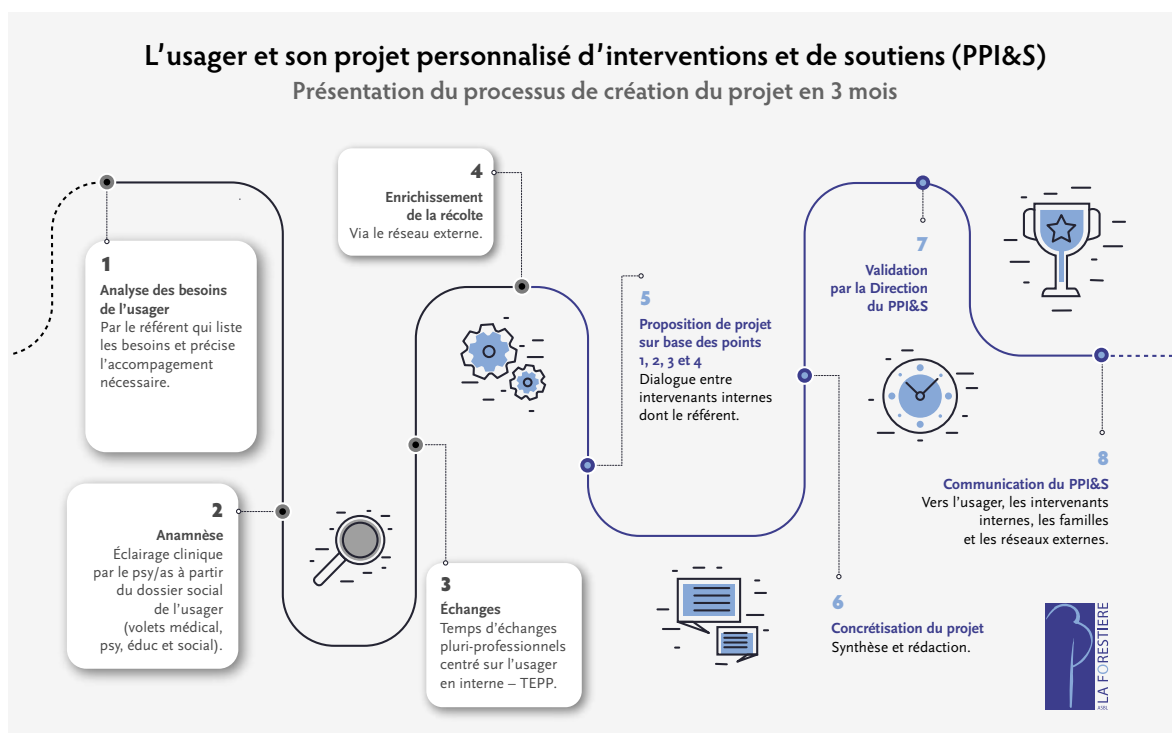 L'usager et son projet personnalisé d'interventions et de soutiens (PPI&S)
Présentation du processus de création du projet en 3 mois
1
Analyse des besoins
de l'usager
Par le référent qui liste
les besoins et précise
l'accompagnement
nécessaire.
2
Anamnèse
Éclairage clinique
par le psy/as à partir
du dossier social
de l'usager
(volets médical,
psy, éduc et social).
3
Échanges
Temps d'échanges
pluri-professionnels
centré sur l'usager
en interne – TEPP.
4
Enrichissement
de la récolte
Via le réseau externe.
5
Proposition de projet
sur base des points
1, 2, 3 et 4
Dialogue entre
intervenants internes
dont le référent.
6
Concrétisation du projet
Synthèse et rédaction.
7
Validation
par la Direction
du PPI&S
8
Communication du PPI&S
Vers l'usager, les intervenants
internes, les familles
et les réseaux externes.
ASBL LA FORESTIÈRE